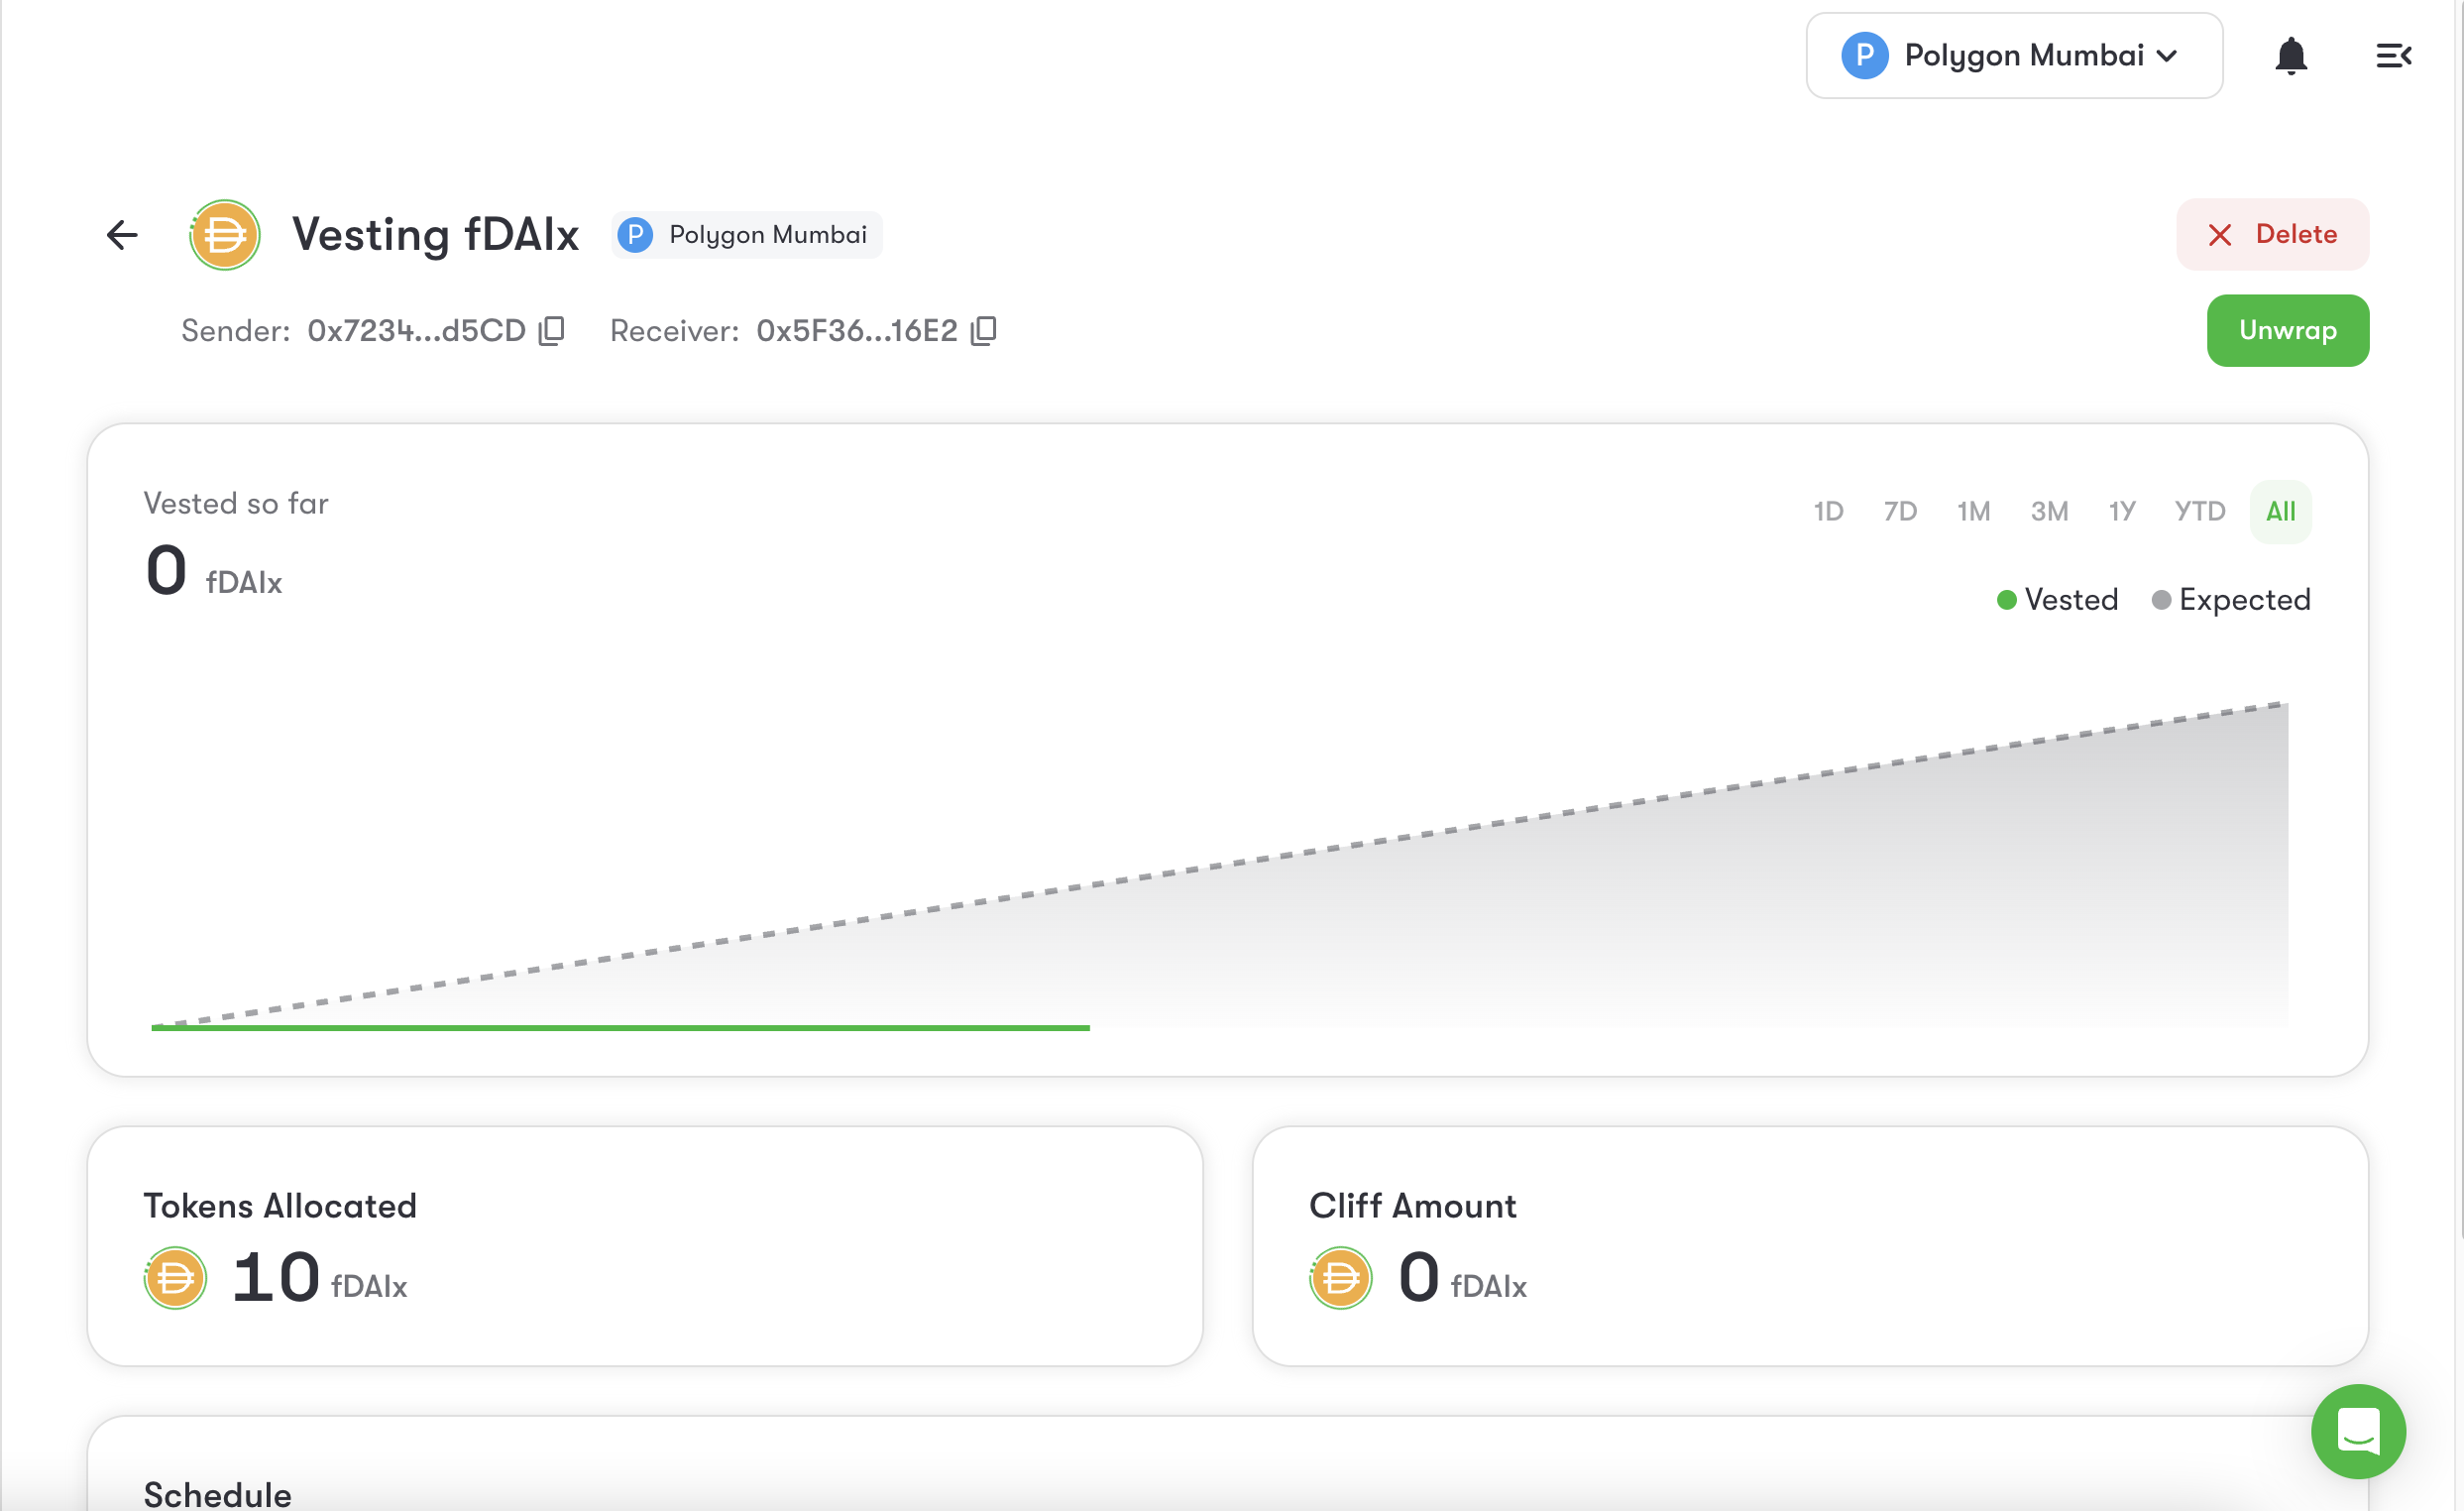 P Polygon Mumbai
Vesting fDAIx P Polygon Mumbai
Delete
Sender: 0x7234...d5CD Receiver: 0x5F36...16E2
Unwrap
Vested so far
1D 7D 1M 3M 1Y YTD All
0 fDAIx
Vested Expected
Tokens Allocated
10 fDAIx
Cliff Amount
0 fDAIx
Schedule